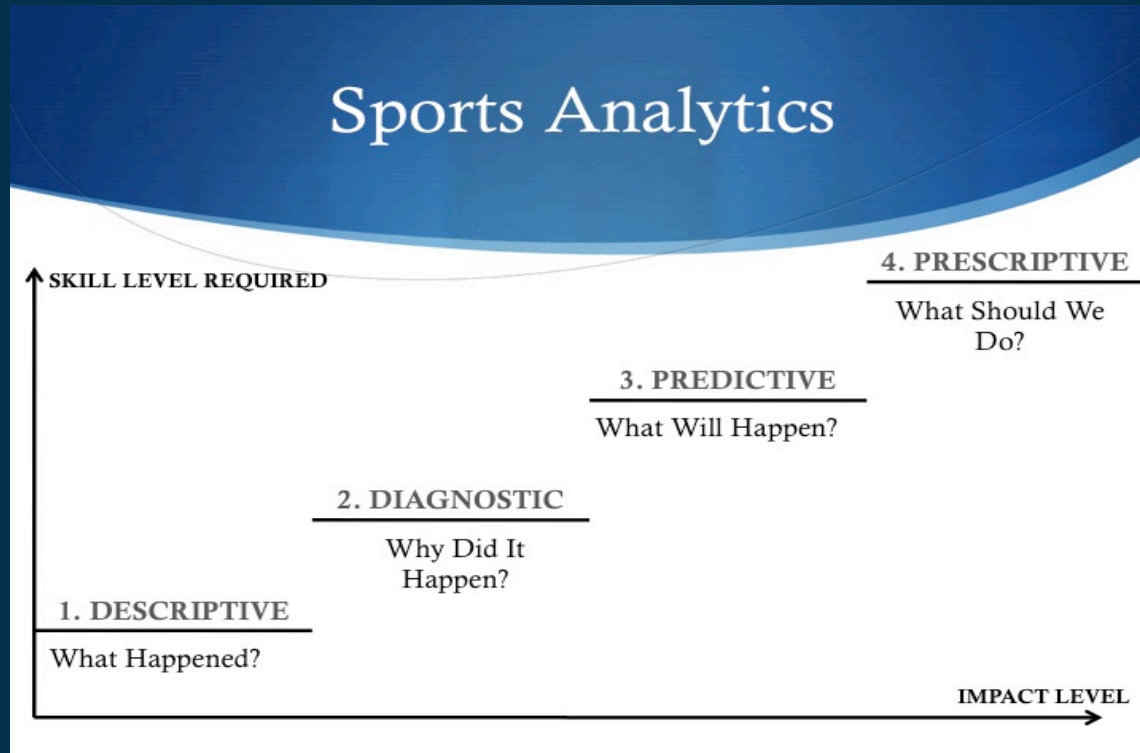 Sports Analytics
SKILL LEVEL REQUIRED
4. PRESCRIPTIVE
What Should We
Do?
3. PREDICTIVE
What Will Happen?
2. DIAGNOSTIC
Why Did It
Happen?
1. DESCRIPTIVE
What Happened?
IMPACT LEVEL